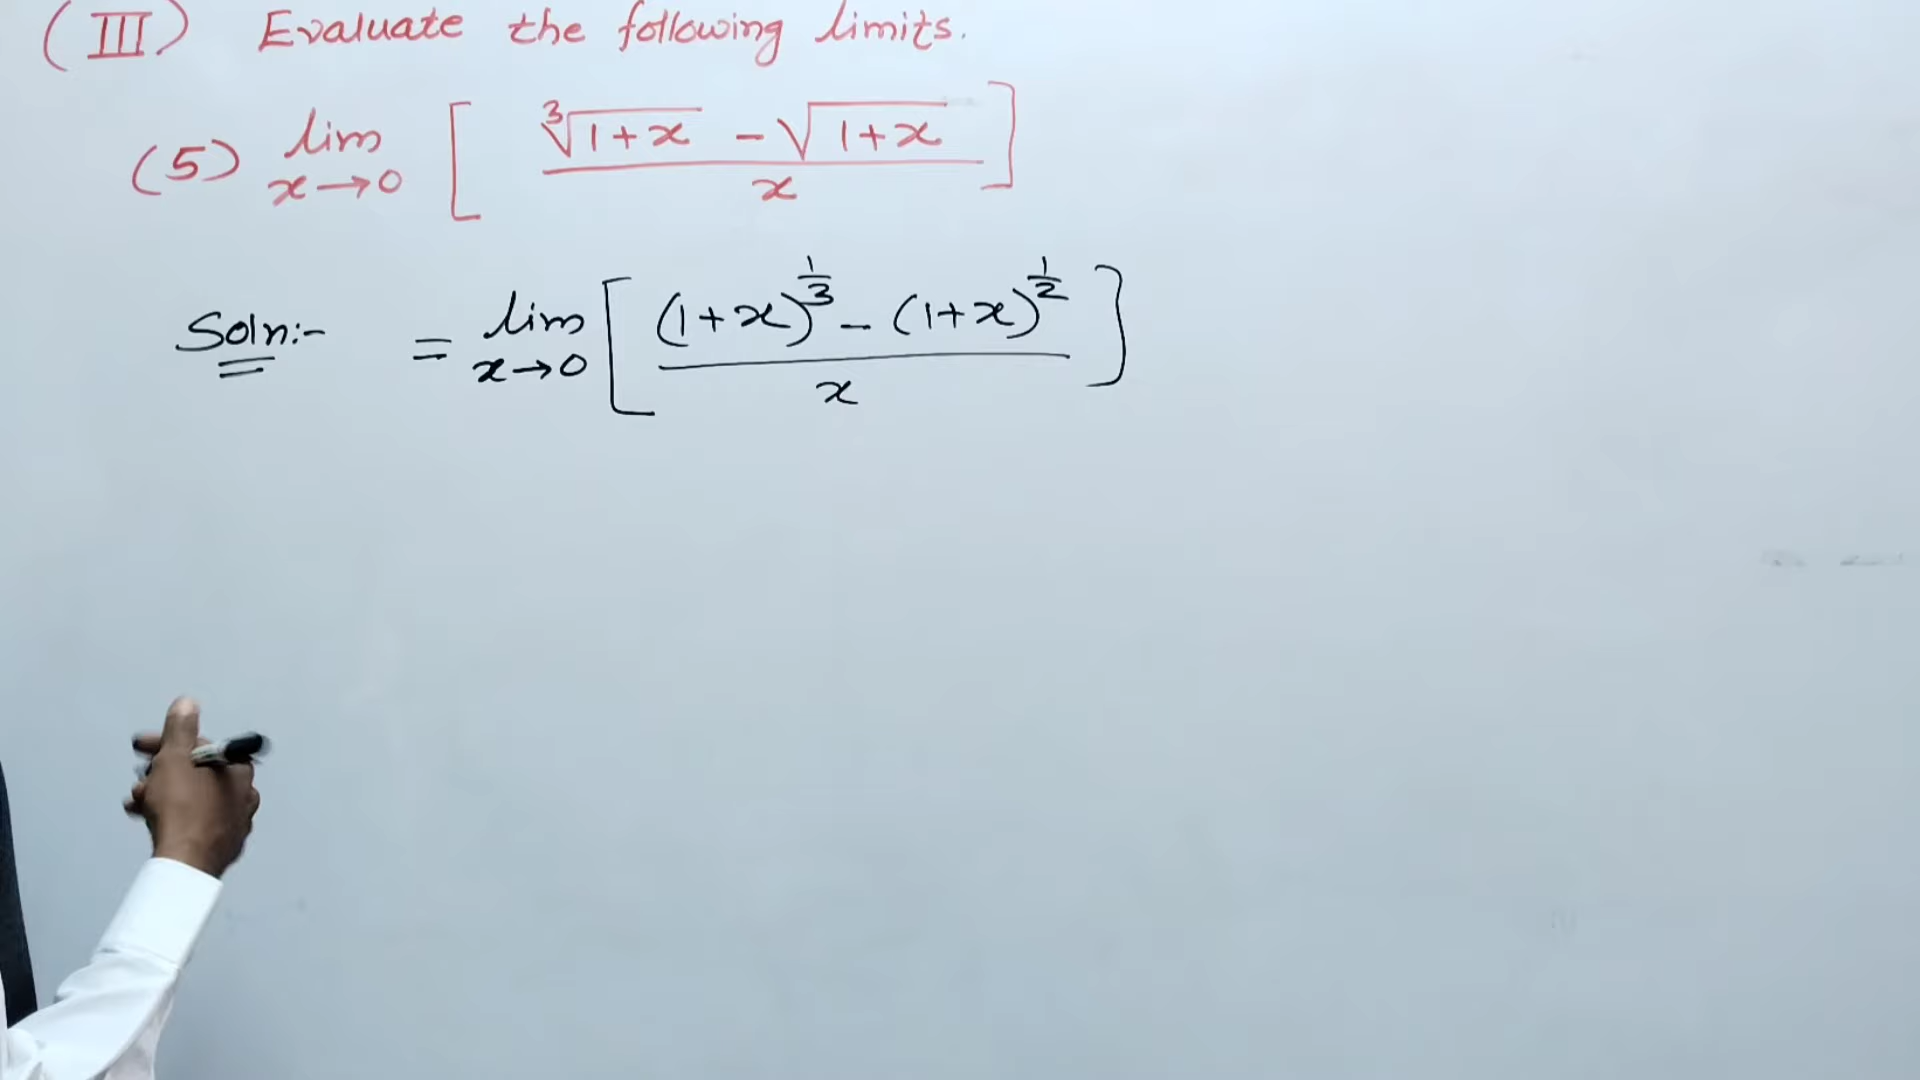 (III) Evaluate the following limits.
(5) lim x→0 [ (∛(1+x) - √(1+x)) / x ]
Soln:- = lim x→0 [ ((1+x)^(1/3) - (1+x)^(1/2)) / x ]